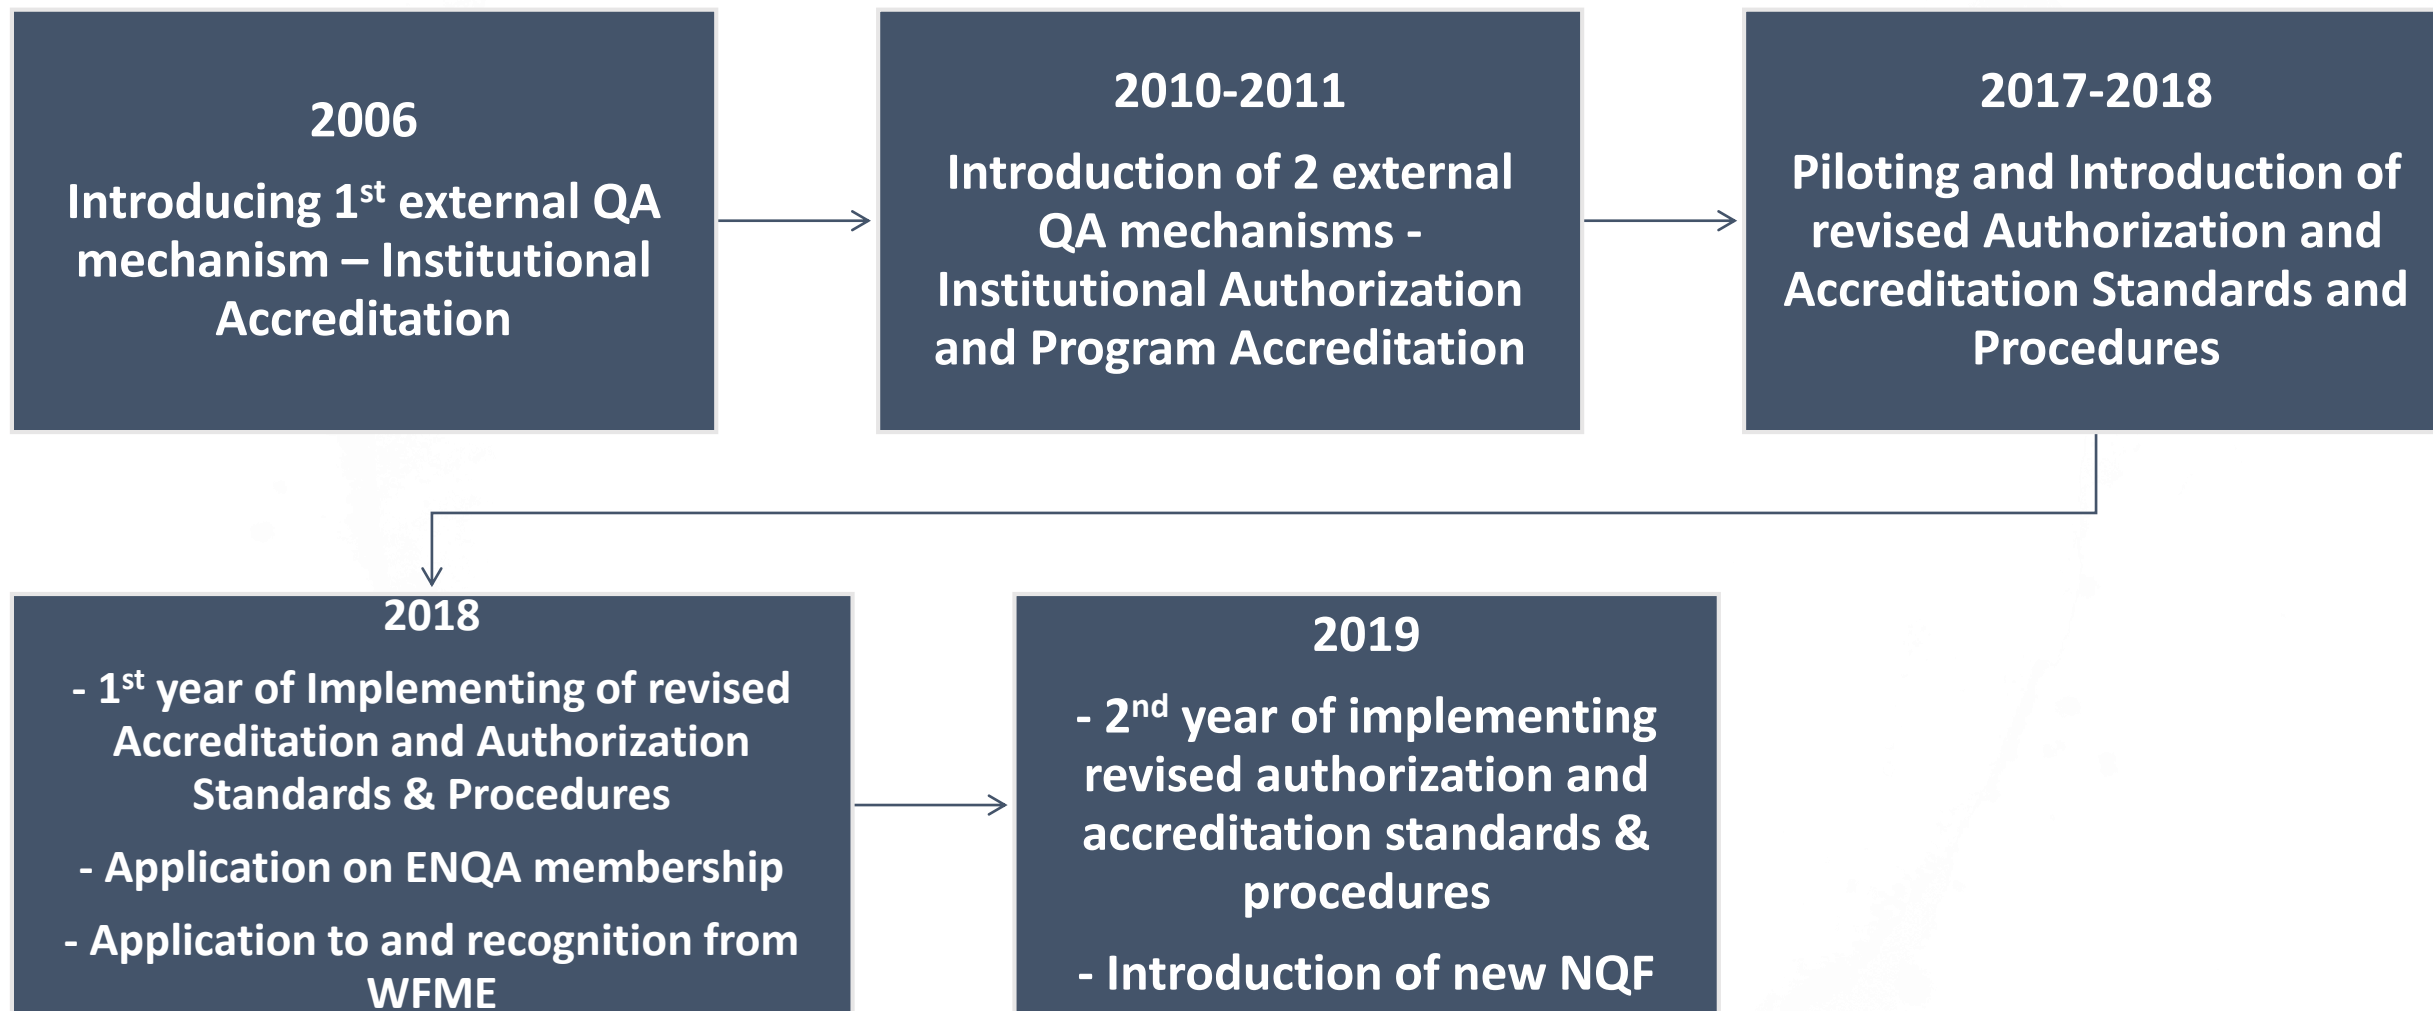 2006
Introducing 1st external QA
mechanism – Institutional
Accreditation
2010-2011
Introduction of 2 external
QA mechanisms -
Institutional Authorization
and Program Accreditation
2017-2018
Piloting and Introduction of
revised Authorization and
Accreditation Standards and
Procedures
2018
- 1st year of Implementing of revised
Accreditation and Authorization
Standards & Procedures
- Application on ENQA membership
- Application to and recognition from
WFME
2019
- 2nd year of implementing
revised authorization and
accreditation standards &
procedures
- Introduction of new NQF